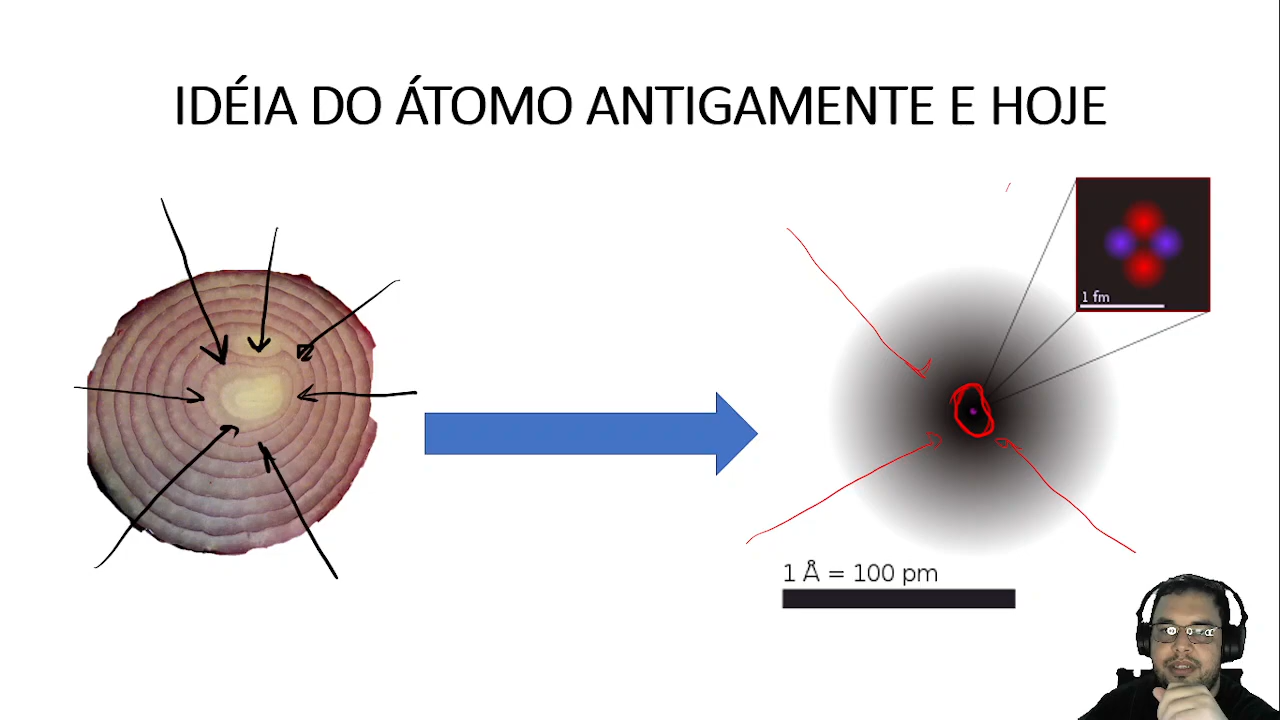 IDÉIA DO ÁTOMO ANTIGAMENTE E HOJE
1 fm
1 Å = 100 pm